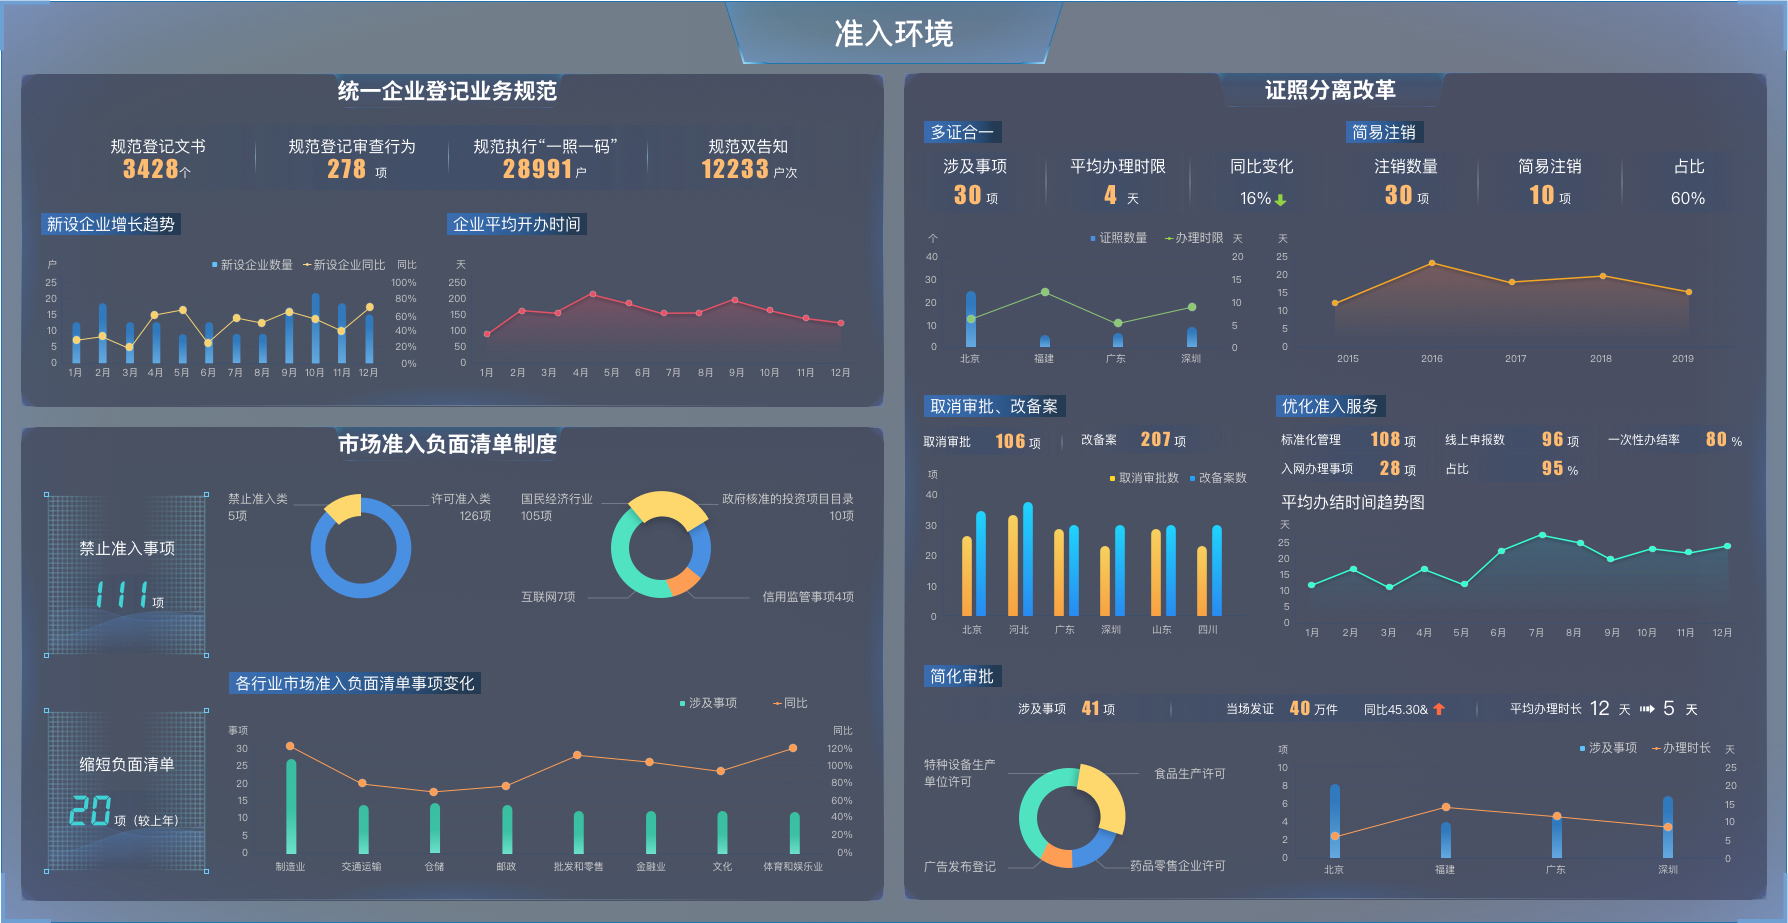 准入环境
统一企业登记业务规范
规范登记文书
3428个
规范登记审查行为
278 项
规范执行“一照一码”
28991 户
规范双告知
12233 户次
新设企业增长趋势
户
新设企业数量 新设企业同比 同比
25 20 15 10 5 0
100% 80% 60% 40% 20% 0%
1月 2月 3月 4月 5月 6月 7月 8月 9月 10月 11月 12月
企业平均开办时间
天
250 200 150 100 50 0
1月 2月 3月 4月 5月 6月 7月 8月 9月 10月 11月 12月
市场准入负面清单制度
禁止准入事项
111 项
缩短负面清单
20 项（较上年）
禁止准入类
5项
许可准入类
126项
国民经济行业
105项
政府核准的投资项目目录
10项
互联网7项
信用监管事项4项
各行业市场准入负面清单事项变化
涉及事项 同比
事项
同比
30 25 20 15 10 5 0
120% 100% 80% 60% 40% 20% 0%
制造业 交通运输 仓储 邮政 批发和零售 金融业 文化 体育和娱乐业
证照分离改革
多证合一
涉及事项
30 项
平均办理时限
4 天
同比变化
16%
个
证照数量 办理时限 天
40 30 20 10 0
20 15 10 5 0
北京 福建 广东 深圳
简易注销
注销数量
30 项
简易注销
10 项
占比
60%
天
25 20 15 10 5 0
2015 2016 2017 2018 2019
取消审批、改备案
取消审批 106 项
改备案 207 项
项
取消审批数 改备案数
40 30 20 10 0
北京 河北 广东 深圳 山东 四川
优化准入服务
标准化管理 108 项 线上申报数 96 项 一次性办结率 80 %
入网办理事项 28 项 占比 95 %
平均办结时间趋势图
天
25 20 15 10 5 0
1月 2月 3月 4月 5月 6月 7月 8月 9月 10月 11月 12月
简化审批
涉及事项 41 项
当场发证 40 万件 同比45.30&
平均办理时长 12 天 5 天
特种设备生产
单位许可
食品生产许可
广告发布登记
药品零售企业许可
项
涉及事项 办理时长 天
10 8 6 4 2 0
25 20 15 10 5 0
北京 福建 广东 深圳